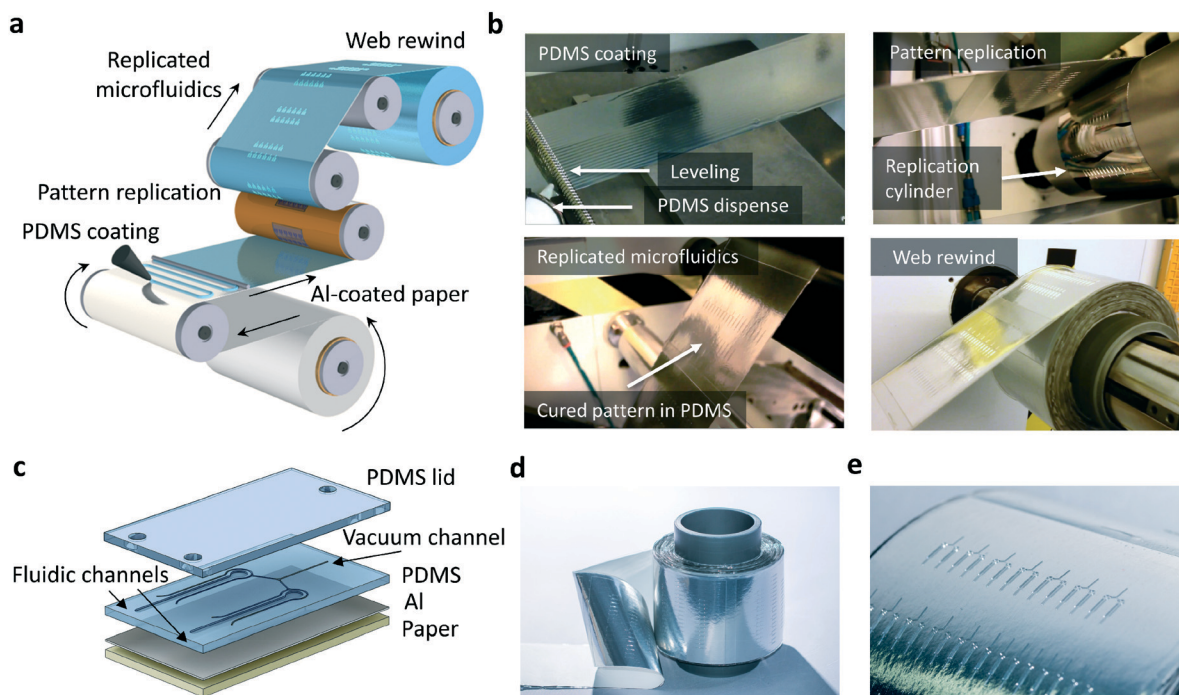 a
Web rewind
Replicated
microfluidics
Pattern replication
PDMS coating
Al-coated paper
b
PDMS coating
Leveling
PDMS dispense
Pattern replication
Replication
cylinder
Replicated microfluidics
Cured pattern in PDMS
Web rewind
c
PDMS lid
Vacuum channel
Fluidic channels
PDMS
Al
Paper
d
e